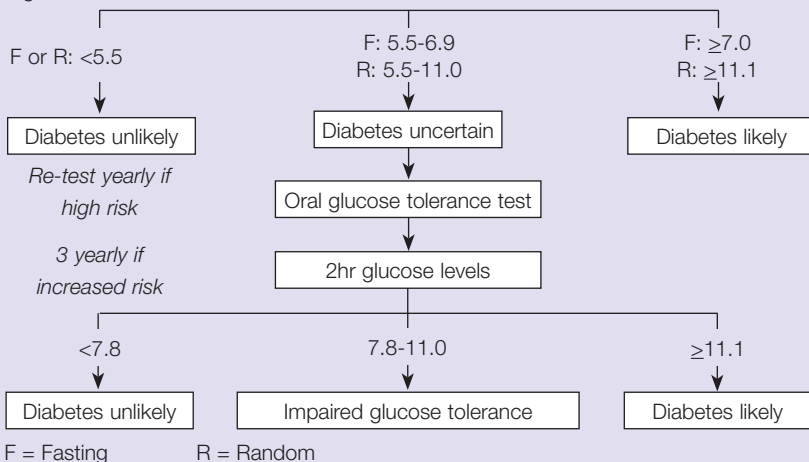 F or R: <5.5
F: 5.5-6.9
R: 5.5-11.0
F: ≥7.0
R: ≥11.1
Diabetes unlikely
Diabetes uncertain
Diabetes likely
Re-test yearly if
high risk
Oral glucose tolerance test
3 yearly if
increased risk
2hr glucose levels
<7.8
7.8-11.0
≥11.1
Diabetes unlikely
Impaired glucose tolerance
Diabetes likely
F = Fasting R = Random